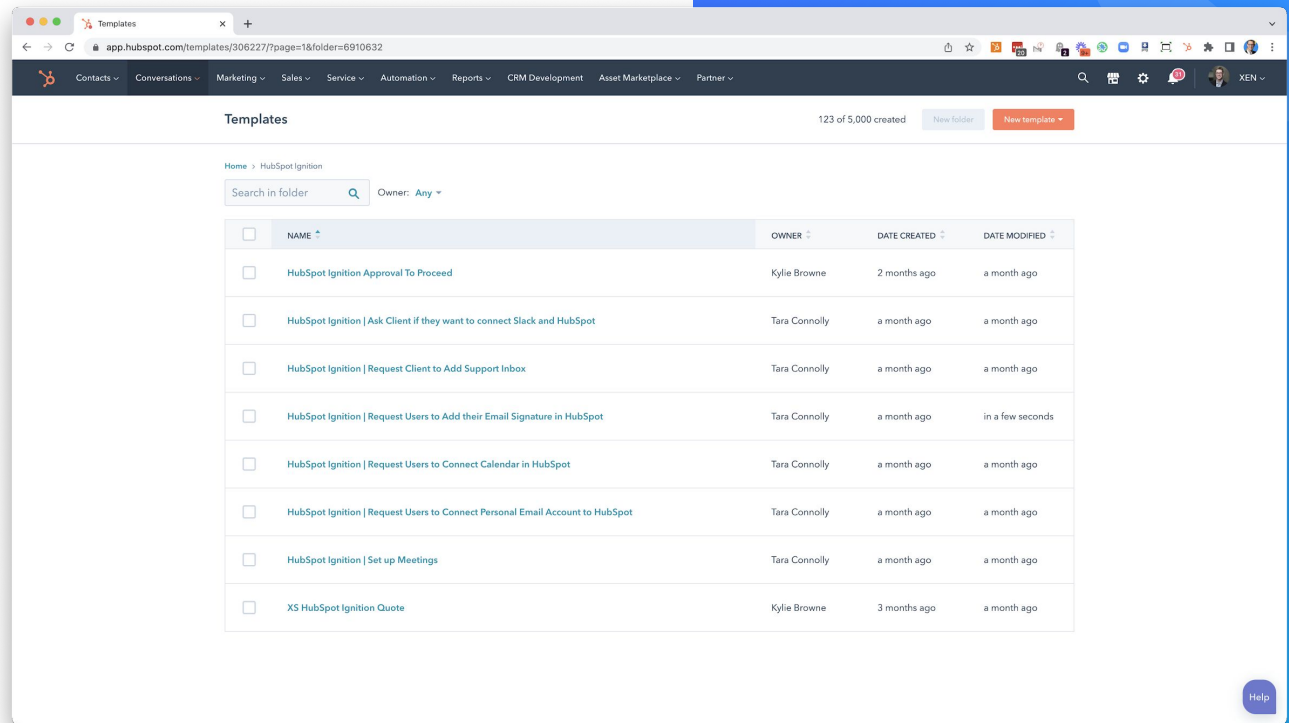 Templates
app.hubspot.com/templates/306227/?page=1&folder=6910632
Contacts Conversations Marketing Sales Service Automation Reports CRM Development Asset Marketplace Partner 31 XEN
Templates 123 of 5,000 created New folder New template
Home > HubSpot Ignition
Search in folder Owner: Any
NAME OWNER DATE CREATED DATE MODIFIED
HubSpot Ignition Approval To Proceed Kylie Browne 2 months ago a month ago
HubSpot Ignition | Ask Client if they want to connect Slack and HubSpot Tara Connolly a month ago a month ago
HubSpot Ignition | Request Client to Add Support Inbox Tara Connolly a month ago a month ago
HubSpot Ignition | Request Users to Add their Email Signature in HubSpot Tara Connolly a month ago in a few seconds
HubSpot Ignition | Request Users to Connect Calendar in HubSpot Tara Connolly a month ago a month ago
HubSpot Ignition | Request Users to Connect Personal Email Account to HubSpot Tara Connolly a month ago a month ago
HubSpot Ignition | Set up Meetings Tara Connolly a month ago a month ago
XS HubSpot Ignition Quote Kylie Browne 3 months ago a month ago
Help